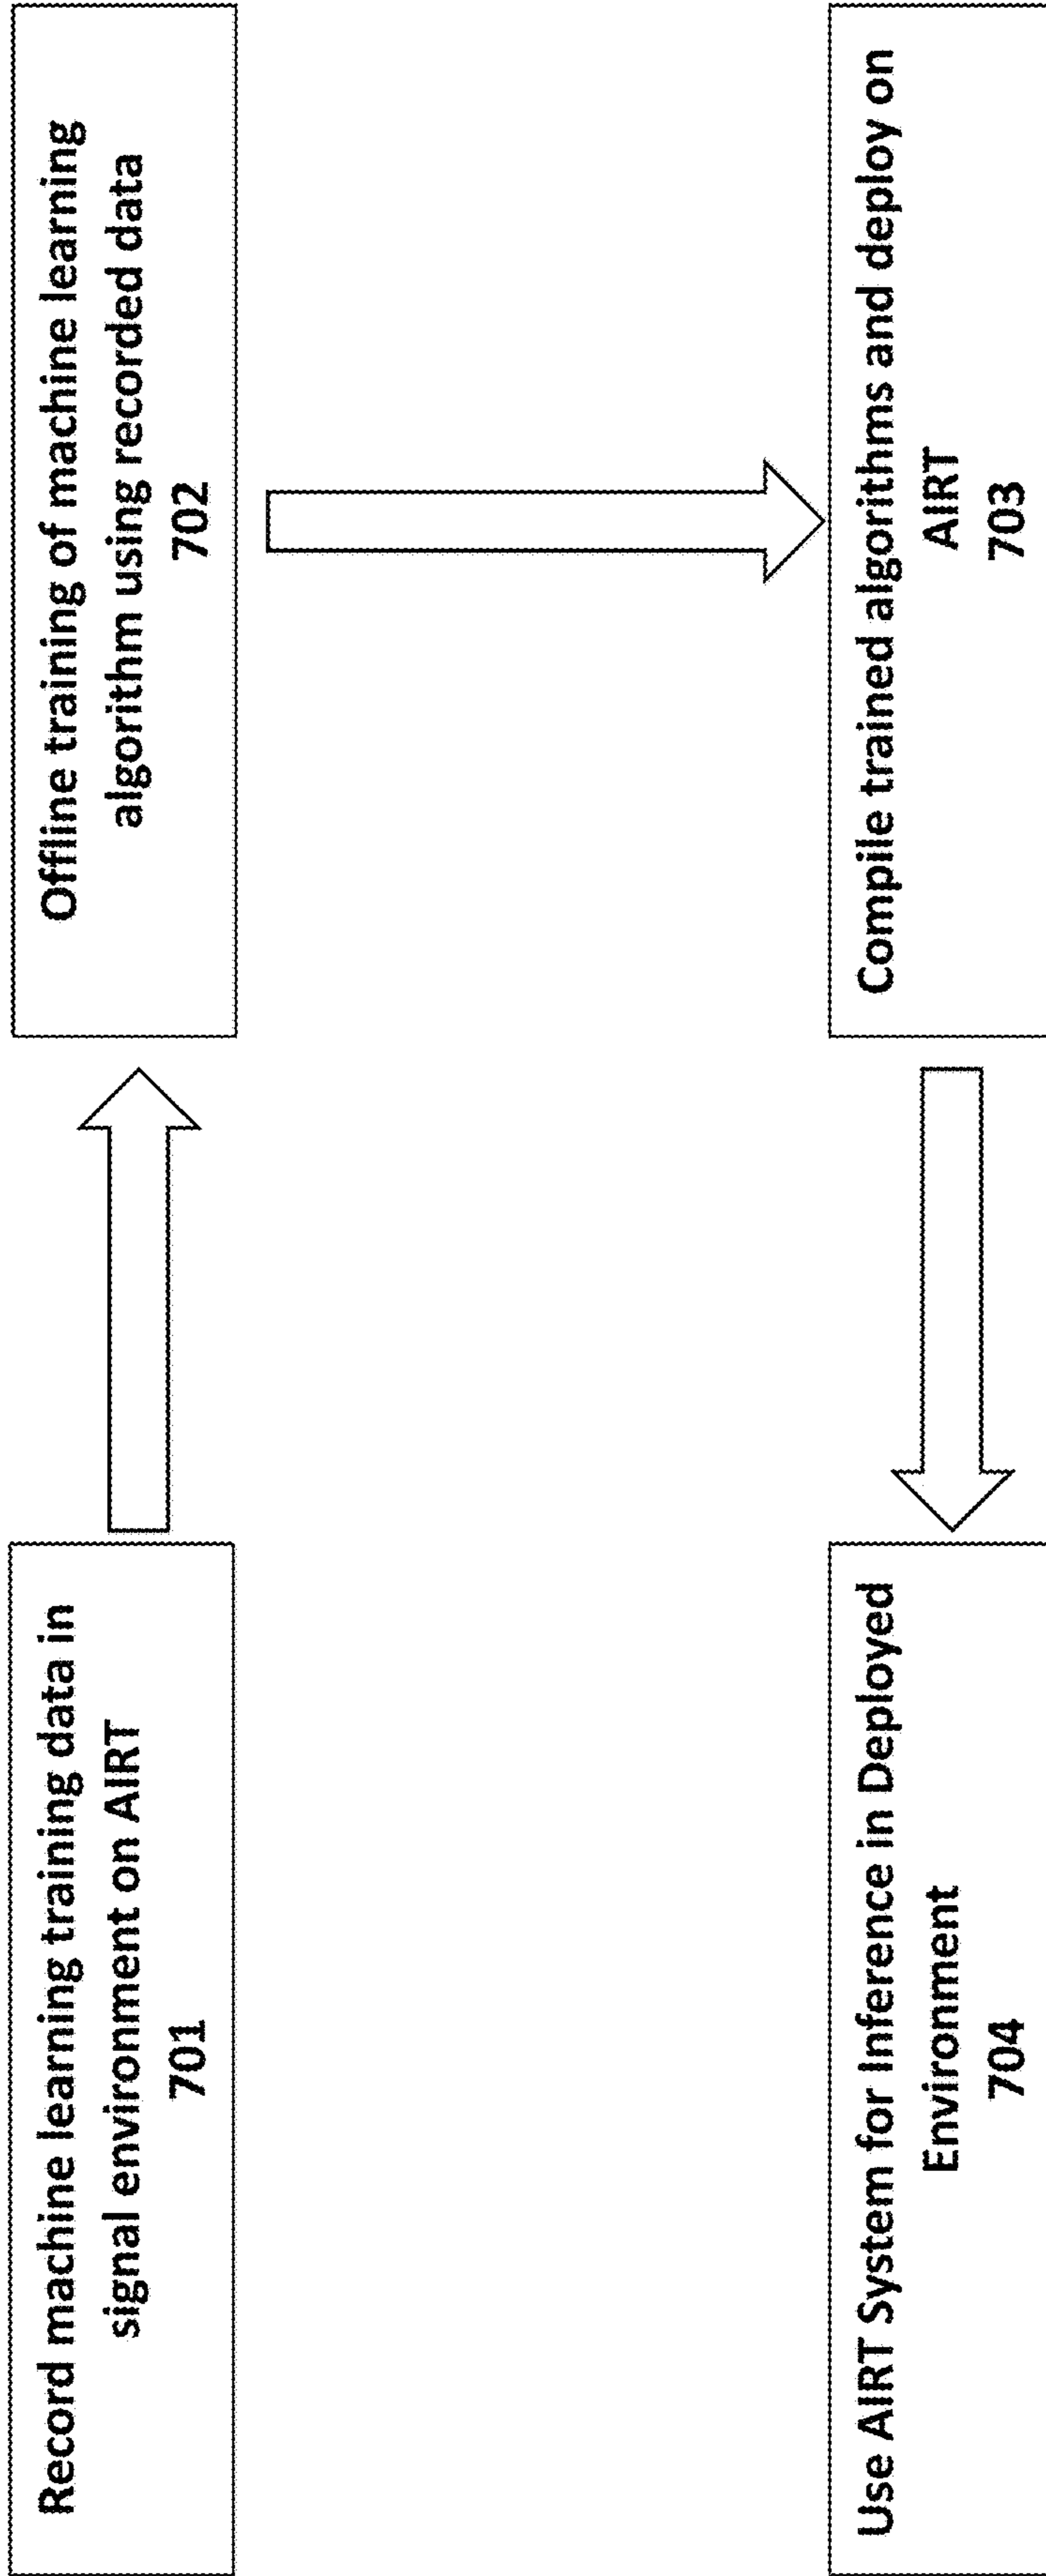 Record machine learning training data in
signal environment on AIRT
701
Offline training of machine learning
algorithm using recorded data
702
Compile trained algorithms and deploy on
AIRT
703
Use AIRT System for Inference in Deployed
Environment
704